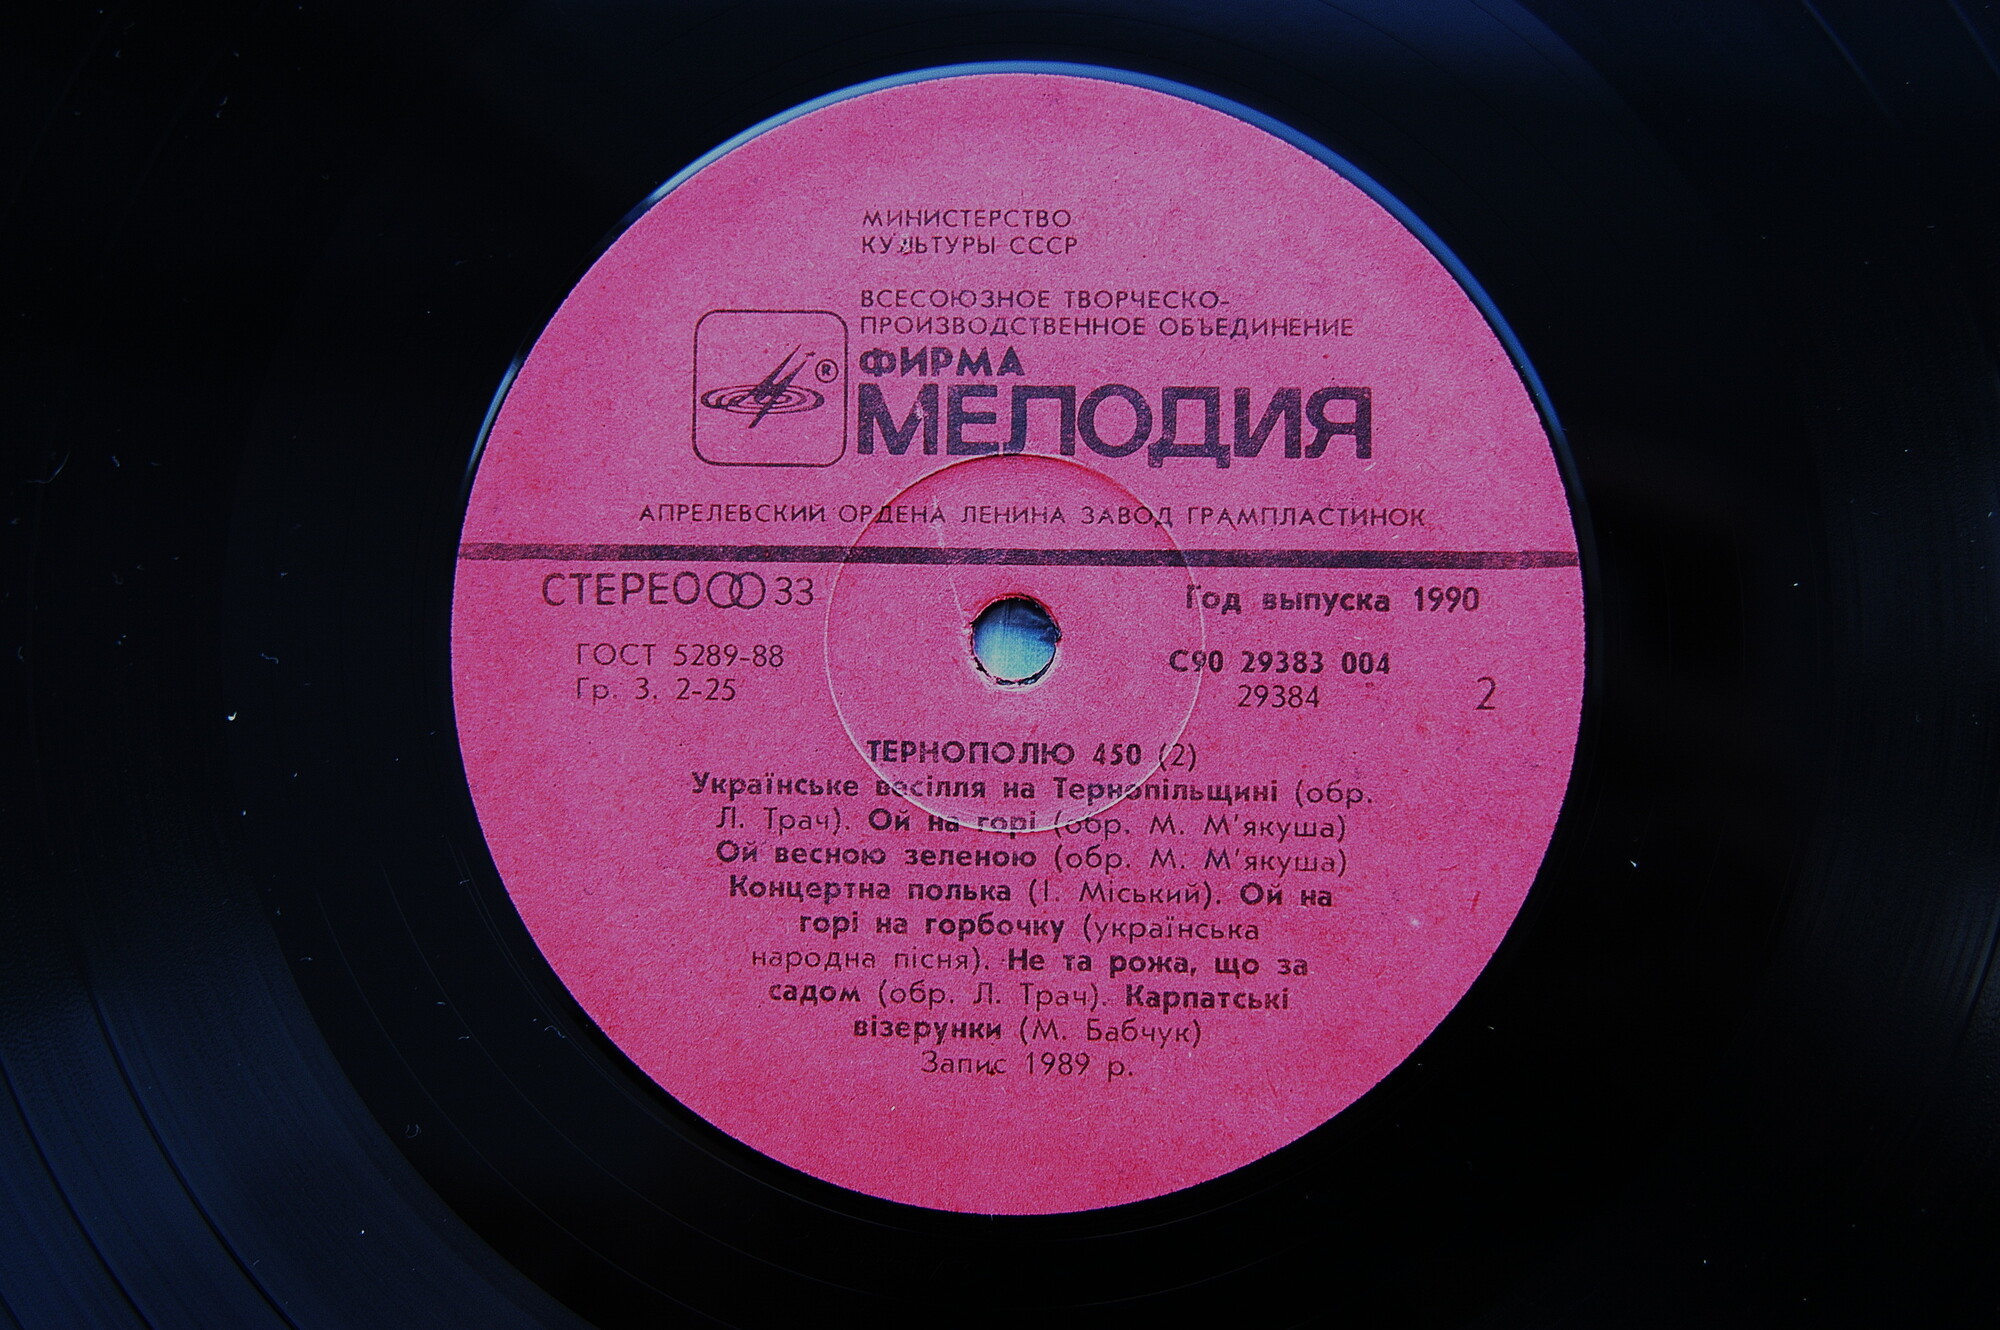 МИНИСТЕРСТВО
КУЛЬТУРЫ СССР
ВСЕСОЮЗНОЕ ТВОРЧЕСКО-
ПРОИЗВОДСТВЕННОЕ ОБЪЕДИНЕНИЕ
ФИРМА
®
МЕЛОДИЯ
АПРЕЛЕВСКИЙ ОРДЕНА ЛЕНИНА ЗАВОД ГРАМПЛАСТИНОК
СТЕРЕО 33
Год выпуска 1990
ГОСТ 5289-88
Гр. 3. 2-25
С90 29383 004
29384
2
ТЕРНОПОЛЮ 450 (2)
Українське весілля на Тернопільщині (обр.
Л. Трач). Ой на горі (обр. М. М'якуша)
Ой весною зеленою (обр. М. М'якуша)
Концертна полька (І. Міський). Ой на
горі на горбочку (українська
народна пісня). Не та рожа, що за
садом (обр. Л. Трач). Карпатські
візерунки (М. Бабчук)
Запис 1989 р.